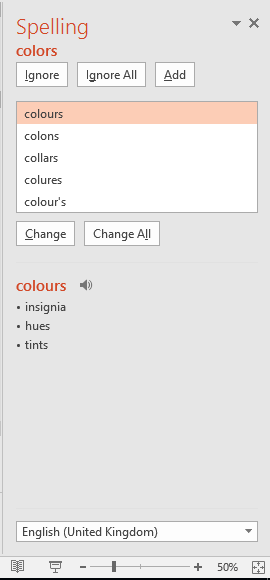 Spelling
colors
Ignore Ignore All Add
colours
colons
collars
colures
colour's
Change Change All
colours
• insignia
• hues
• tints
English (United Kingdom)
50%